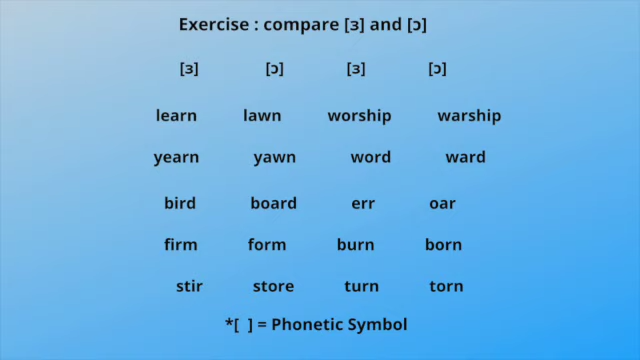 Exercise : compare [ɜ] and [ɔ]
[ɜ] [ɔ] [ɜ] [ɔ]
learn lawn worship warship
yearn yawn word ward
bird board err oar
firm form burn born
stir store turn torn
*[ ] = Phonetic Symbol